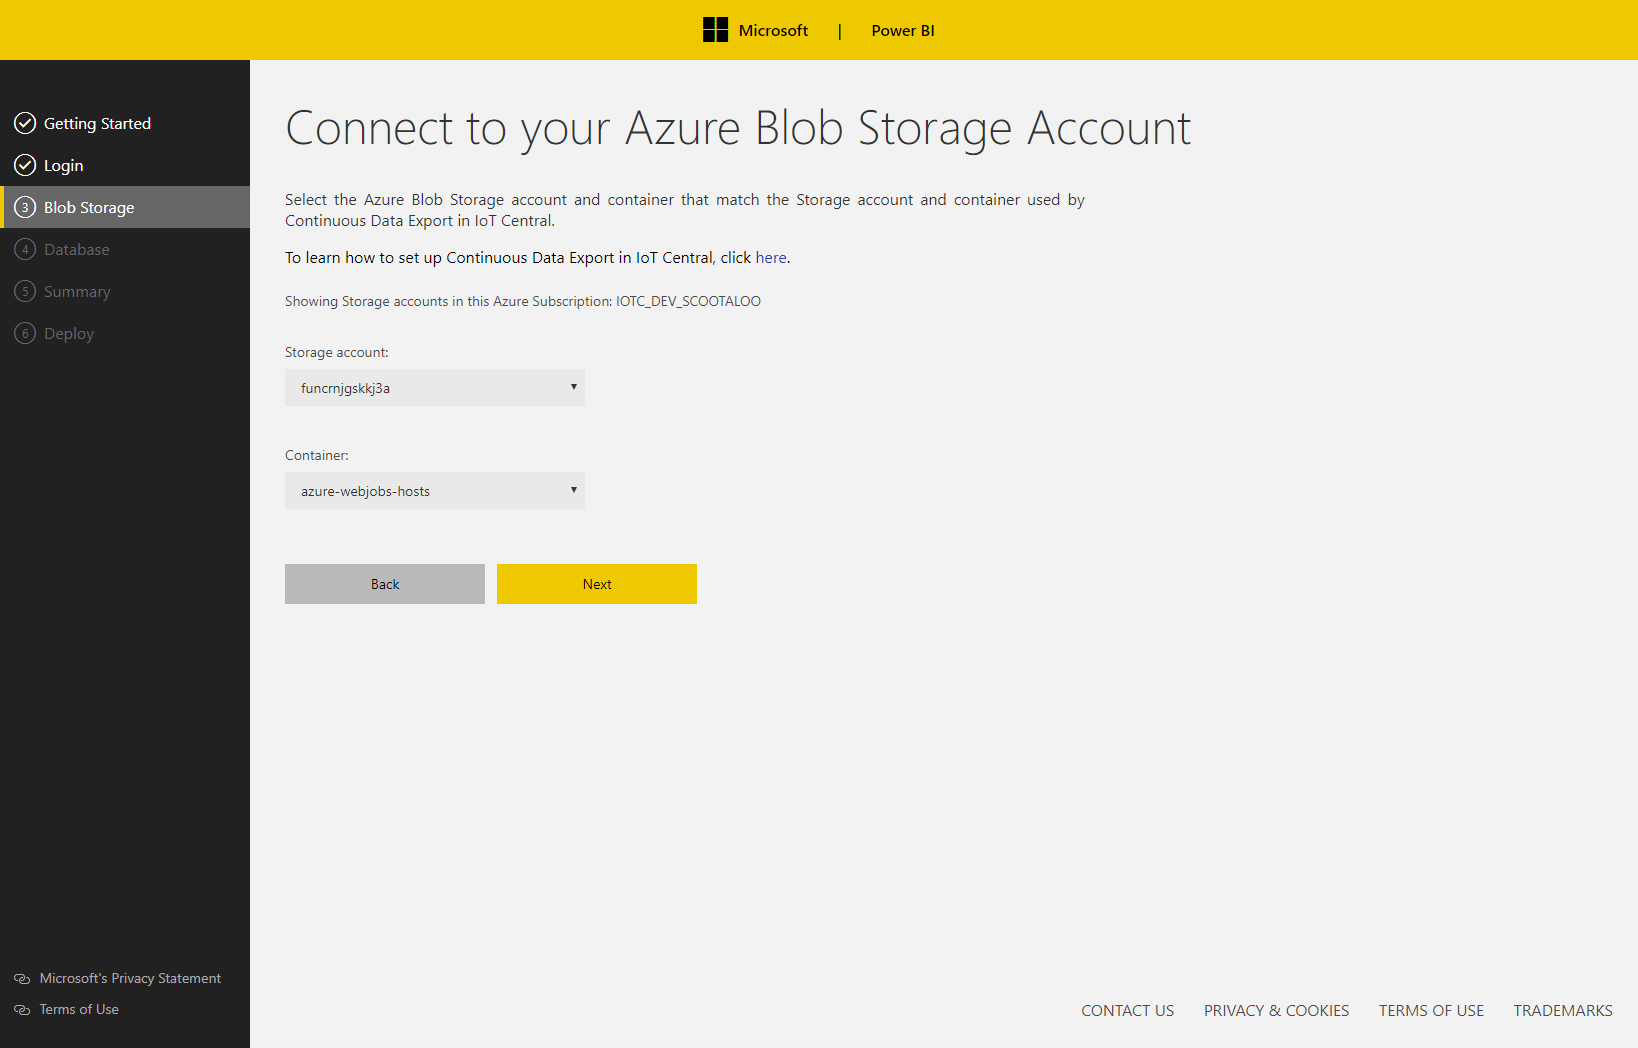 Microsoft | Power BI
Getting Started
Login
3 Blob Storage
4 Database
5 Summary
6 Deploy
Microsoft's Privacy Statement
Terms of Use
Connect to your Azure Blob Storage Account
Select the Azure Blob Storage account and container that match the Storage account and container used by
Continuous Data Export in IoT Central.
To learn how to set up Continuous Data Export in IoT Central, click here.
Showing Storage accounts in this Azure Subscription: IOTC_DEV_SCOOTALOO
Storage account:
funcrnjgskkj3a
Container:
azure-webjobs-hosts
Back Next
CONTACT US PRIVACY & COOKIES TERMS OF USE TRADEMARKS